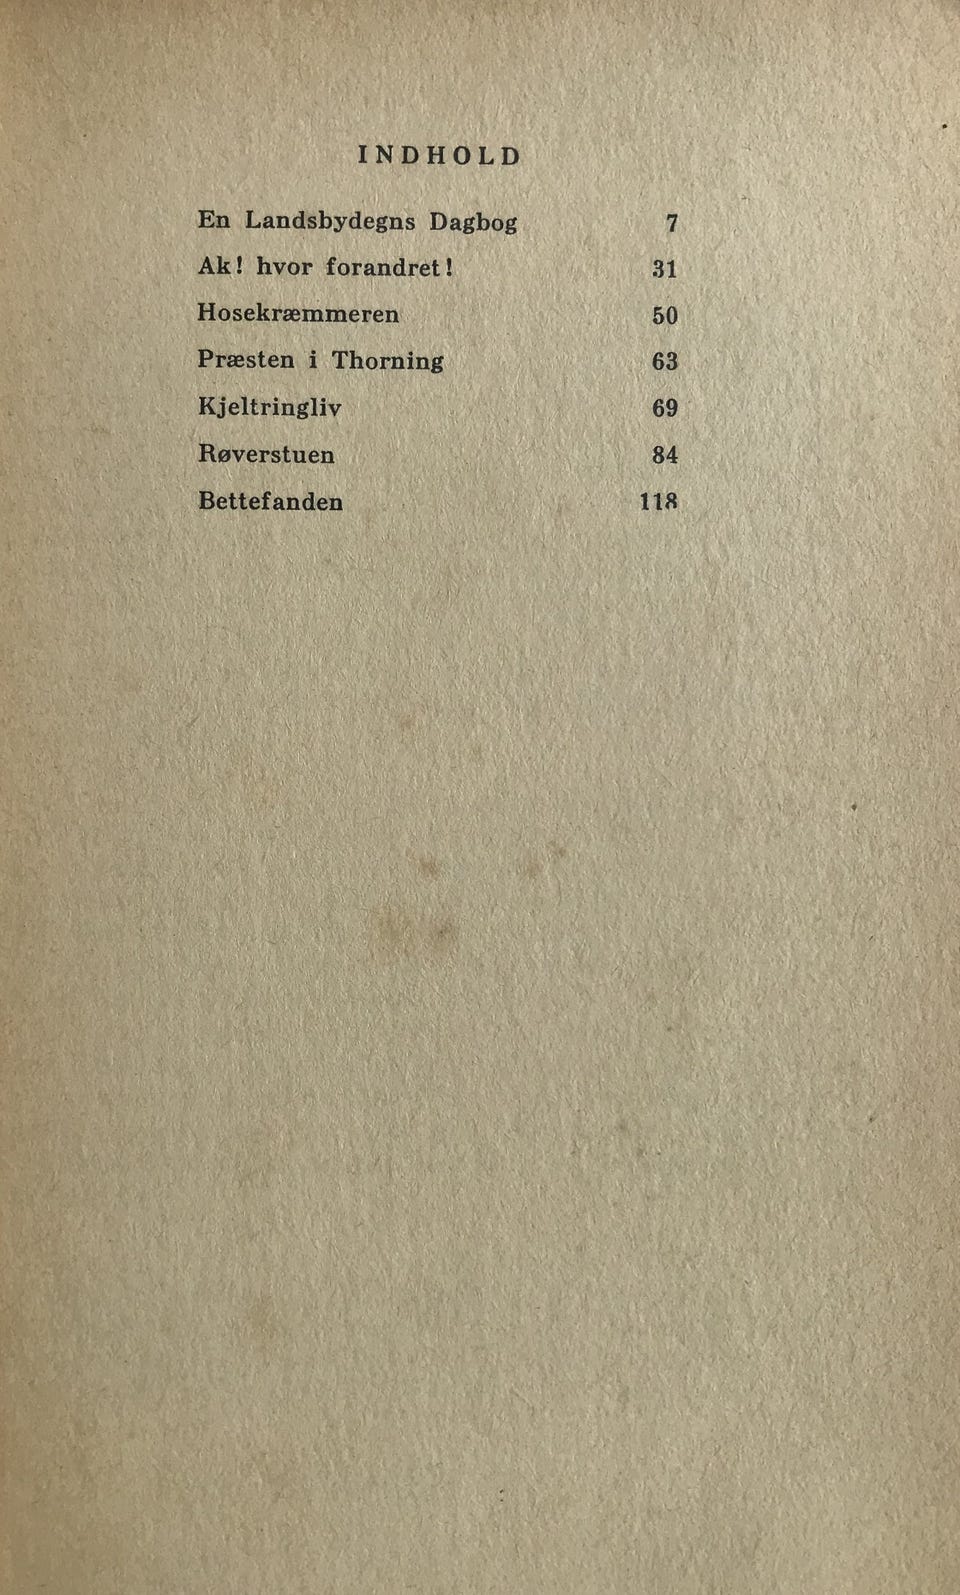 INDHOLD
En Landsbydegns Dagbog 7
Ak! hvor forandret! 31
Hosekræmmeren 50
Præsten i Thorning 63
Kjeltringliv 69
Røverstuen 84
Bettefanden 118